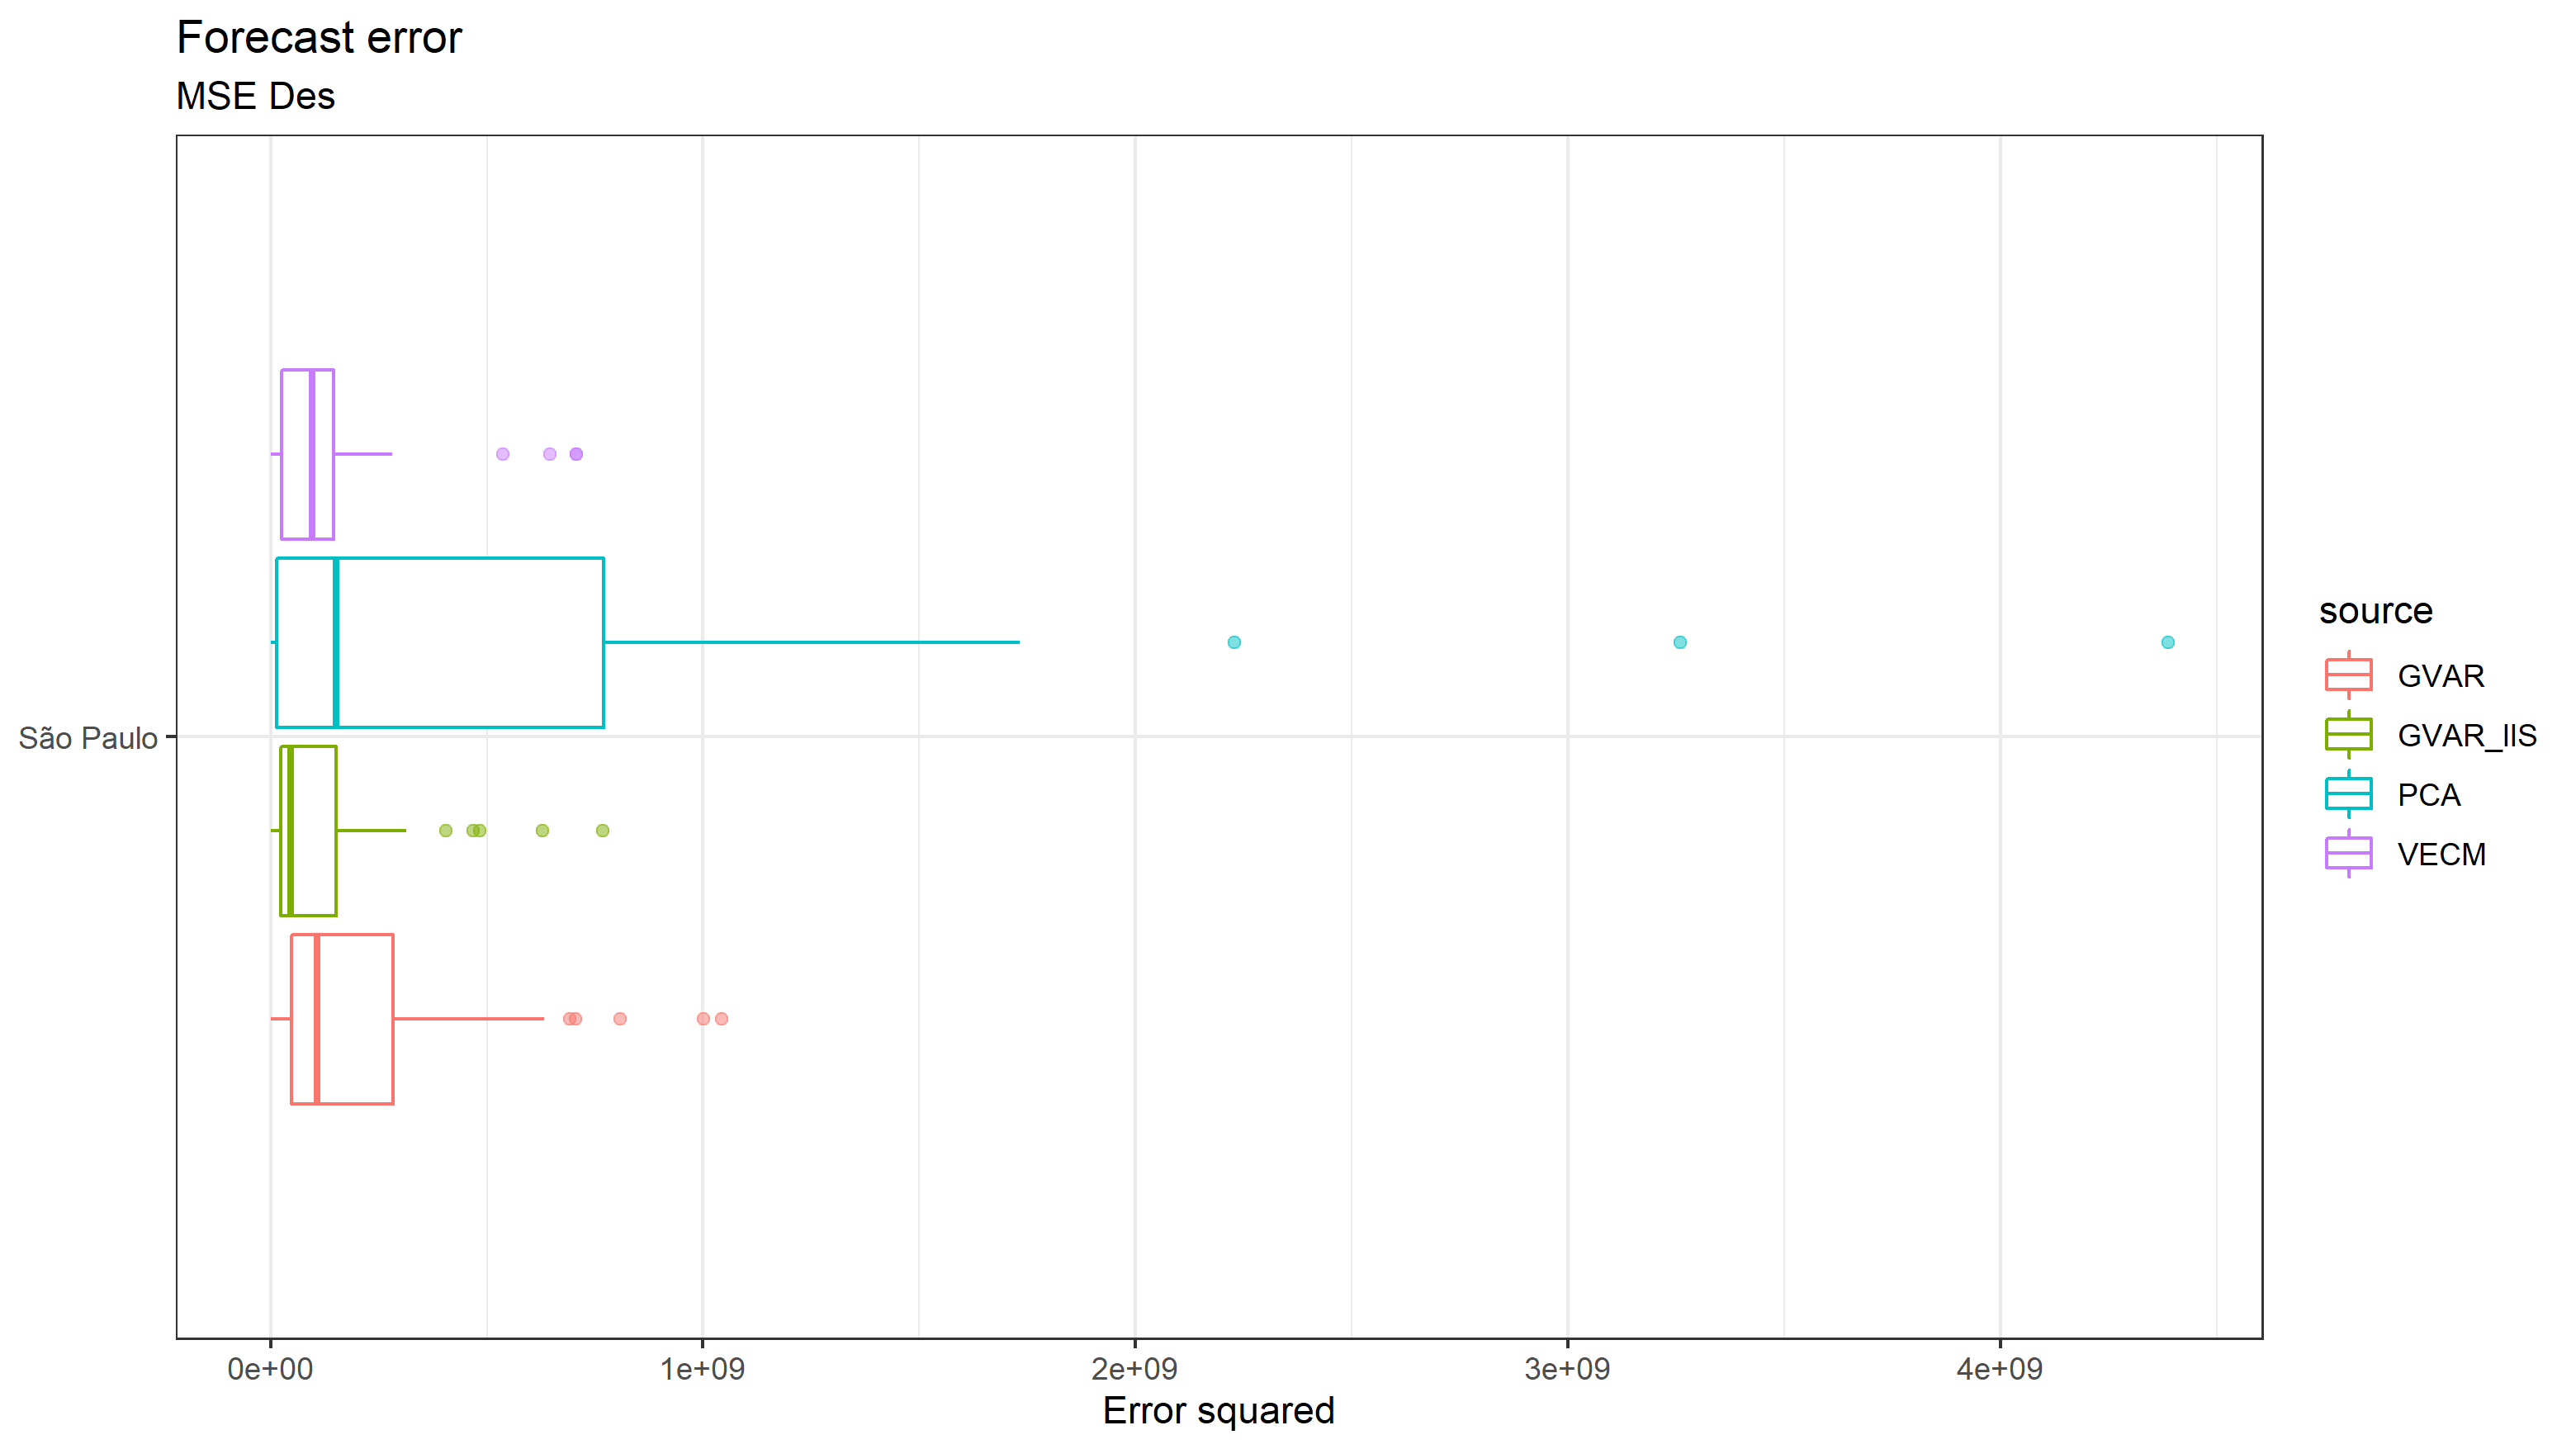 Forecast error
MSE Des
São Paulo
0e+00
1e+09
2e+09
3e+09
4e+09
Error squared
source
GVAR
GVAR_IIS
PCA
VECM